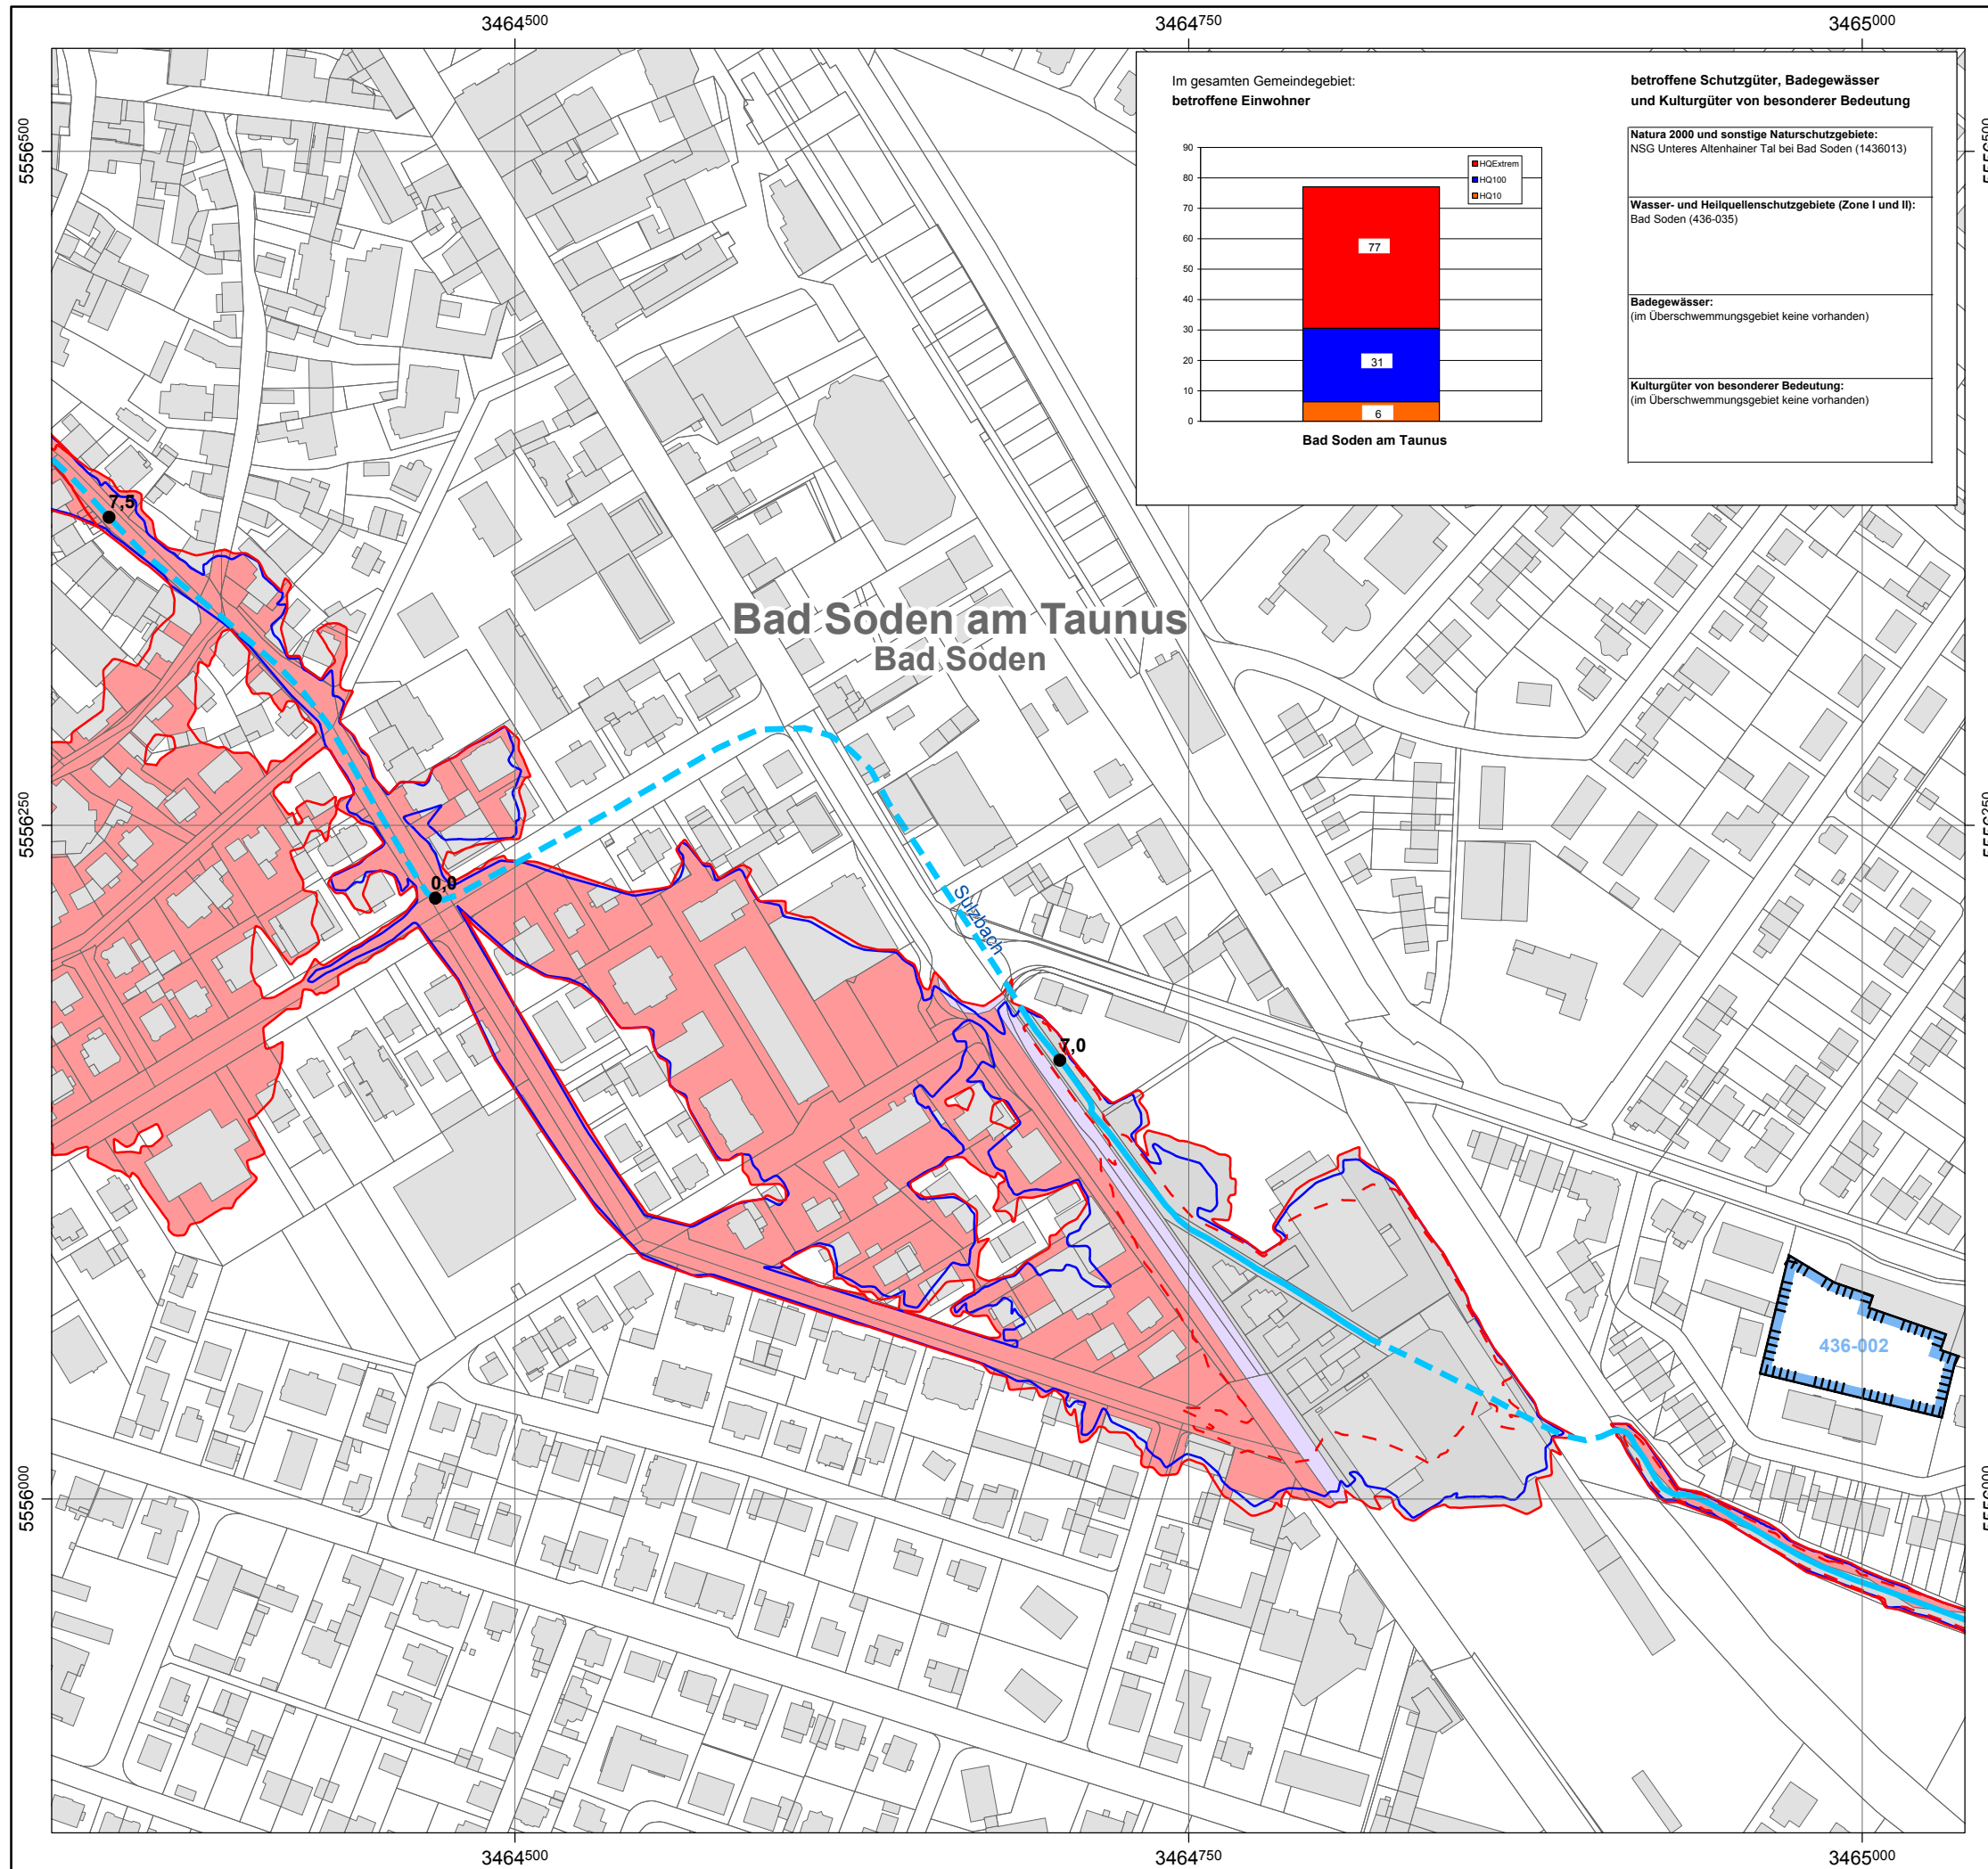 3464500 3464750 3465000
5556500
5556250
5556000
Im gesamten Gemeindegebiet:
betroffene Einwohner
90
80
70
60
50
40
30
20
10
0
HQExtrem
HQ100
HQ10
77
31
6
Bad Soden am Taunus
betroffene Schutzgüter, Badegewässer
und Kulturgüter von besonderer Bedeutung
Natura 2000 und sonstige Naturschutzgebiete:
NSG Unteres Altenhainer Tal bei Bad Soden (1436013)
Wasser- und Heilquellenschutzgebiete (Zone I und II):
Bad Soden (436-035)
Badegewässer:
(im Überschwemmungsgebiet keine vorhanden)
Kulturgüter von besonderer Bedeutung:
(im Überschwemmungsgebiet keine vorhanden)
7,5
Bad Soden am Taunus
Bad Soden
0,0
Sulzbach
7,0
436-002
5556500
5556250
5556000
3464500 3464750 3465000